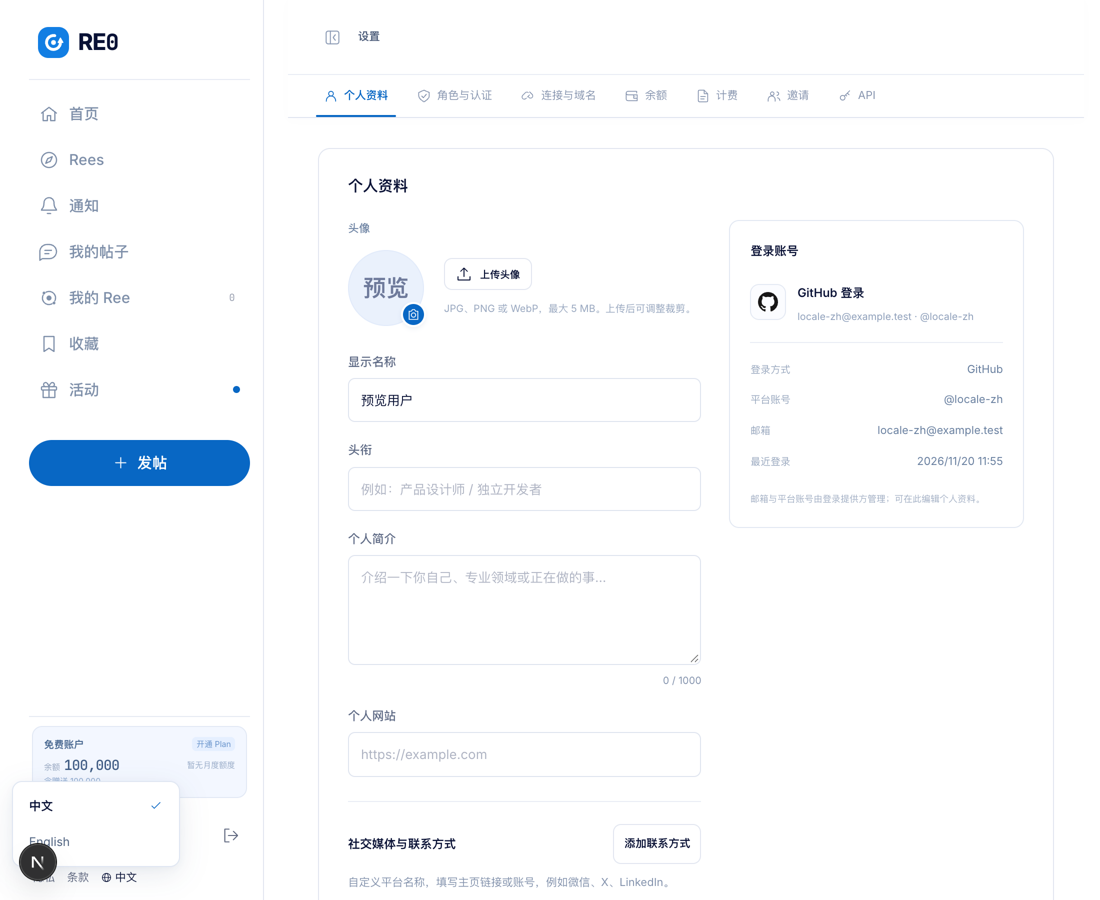 RE0
首页
Rees
通知
我的帖子
我的 Ree
0
收藏
活动
发帖
免费账户
开通 Plan
余额 100,000
暂无月度额度
中文
English
N
条款
中文
设置
个人资料
角色与认证
连接与域名
余额
计费
邀请
API
个人资料
头像
预览
上传头像
JPG、PNG 或 WebP，最大 5 MB。上传后可调整裁剪。
显示名称
预览用户
头衔
例如：产品设计师 / 独立开发者
个人简介
介绍一下你自己、专业领域或正在做的事...
0 / 1000
个人网站
https://example.com
社交媒体与联系方式
添加联系方式
自定义平台名称，填写主页链接或账号，例如微信、X、LinkedIn。
登录账号
GitHub 登录
locale-zh@example.test · @locale-zh
登录方式
GitHub
平台账号
@locale-zh
邮箱
locale-zh@example.test
最近登录
2026/11/20 11:55
邮箱与平台账号由登录提供方管理；可在此编辑个人资料。